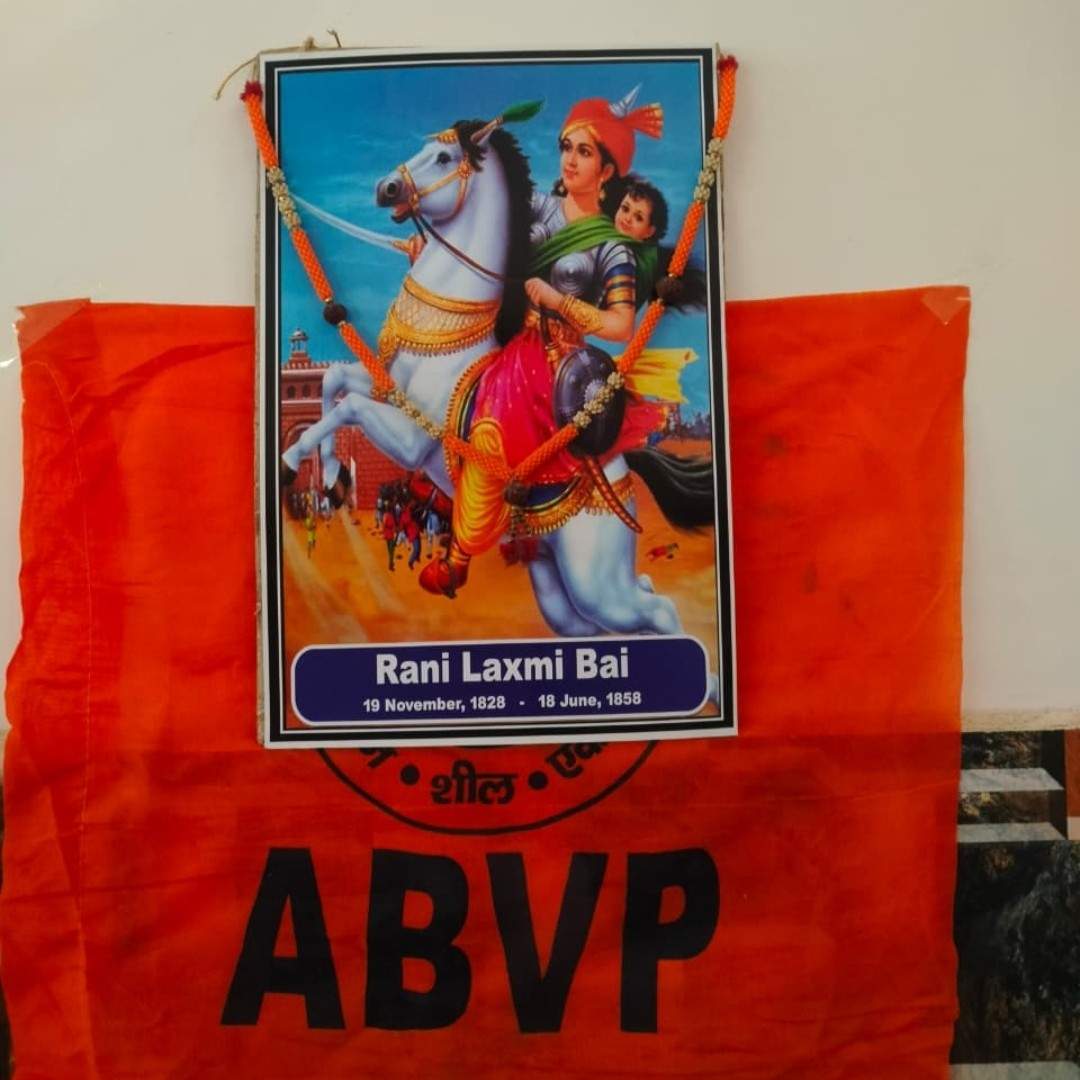 Rani Laxmi Bai
19 November, 1828 - 18 June, 1858
• शील •
ABVP